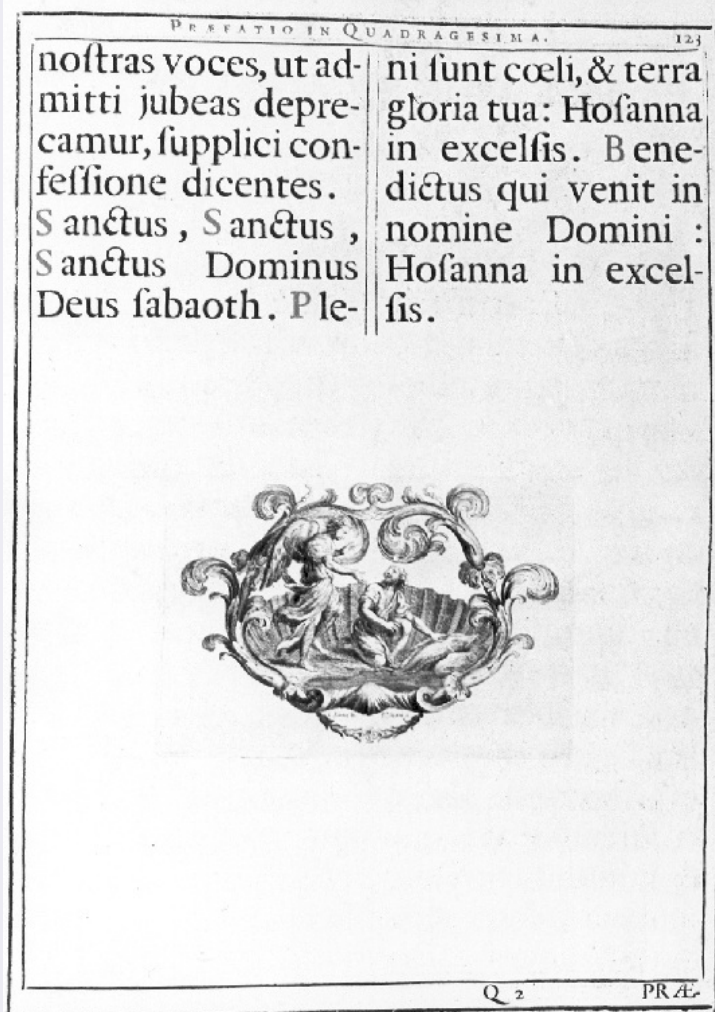 PRÆFATIO IN QUADRAGESIMA.
123
noſtras voces, ut ad-
mitti jubeas depre-
camur, ſupplici con-
feſſione dicentes.
Sanctus, Sanctus,
Sanctus Dominus
Deus ſabaoth. Ple-
ni ſunt cœli, & terra
gloria tua: Hoſanna
in excelſis. Bene-
dictus qui venit in
nomine Domini :
Hoſanna in excel-
ſis.
Q 2
PRÆ-